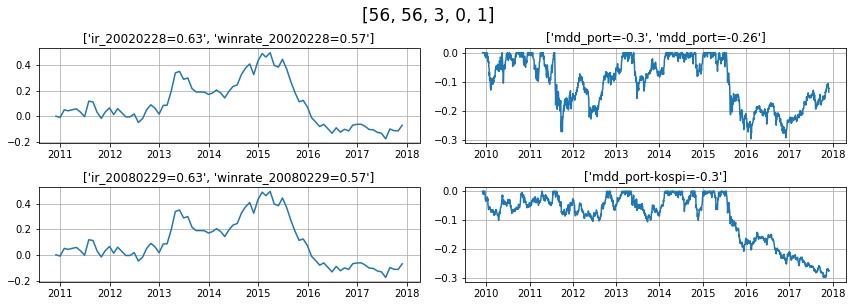 [56, 56, 3, 0, 1]
['ir_20020228=0.63', 'winrate_20020228=0.57']
0.4
0.2
0.0
−0.2
2011 2012 2013 2014 2015 2016 2017 2018
['mdd_port=-0.3', 'mdd_port=-0.26']
0.0
−0.1
−0.2
−0.3
2010 2011 2012 2013 2014 2015 2016 2017 2018
['ir_20080229=0.63', 'winrate_20080229=0.57']
0.4
0.2
0.0
−0.2
2011 2012 2013 2014 2015 2016 2017 2018
['mdd_port-kospi=-0.3']
0.0
−0.1
−0.2
−0.3
2010 2011 2012 2013 2014 2015 2016 2017 2018